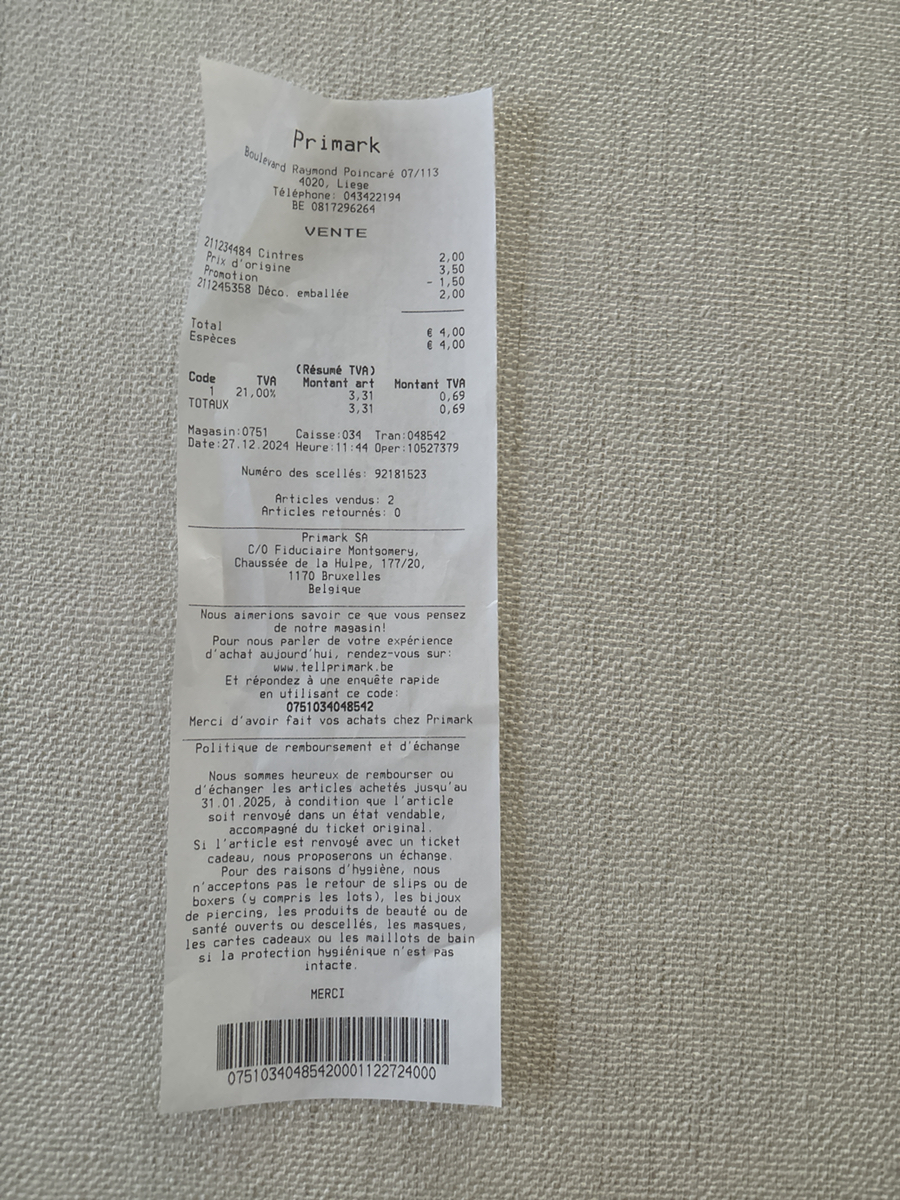 Primark
Boulevard Raymond Poincaré 07/113
4020, Liege
Téléphone: 043422194
BE 0817296264
VENTE
211234484 Cintres 2,00
Prix d'origine 3,50
Promotion - 1,50
211245358 Déco. emballée 2,00
Total € 4,00
Espèces € 4,00
(Résumé TVA)
Code TVA Montant art Montant TVA
1 21,00% 3,31 0,69
TOTAUX 3,31 0,69
Magasin:0751 Caisse:034 Tran:048542
Date:27.12.2024 Heure:11:44 Oper:10527379
Numéro des scellés: 92181523
Articles vendus: 2
Articles retournés: 0
Primark SA
C/O Fiduciaire Montgomery,
Chaussée de la Hulpe, 177/20,
1170 Bruxelles
Belgique
Nous aimerions savoir ce que vous pensez
de notre magasin!
Pour nous parler de votre expérience
d'achat aujourd'hui, rendez-vous sur:
www.tellprimark.be
Et répondez à une enquête rapide
en utilisant ce code:
0751034048542
Merci d'avoir fait vos achats chez Primark
Politique de remboursement et d'échange
Nous sommes heureux de rembourser ou
d'échanger les articles achetés jusqu'au
31.01.2025, à condition que l'article
soit renvoyé dans un état vendable,
accompagné du ticket original.
Si l'article est renvoyé avec un ticket
cadeau, nous proposerons un échange.
Pour des raisons d'hygiène, nous
n'acceptons pas le retour de slips ou de
boxers (y compris les lots), les bijoux
de piercing, les produits de beauté ou de
santé ouverts ou descellés, les masques,
les cartes cadeaux ou les maillots de bain
si la protection hygiénique n'est pas
intacte.
MERCI
07510340485420001122724000